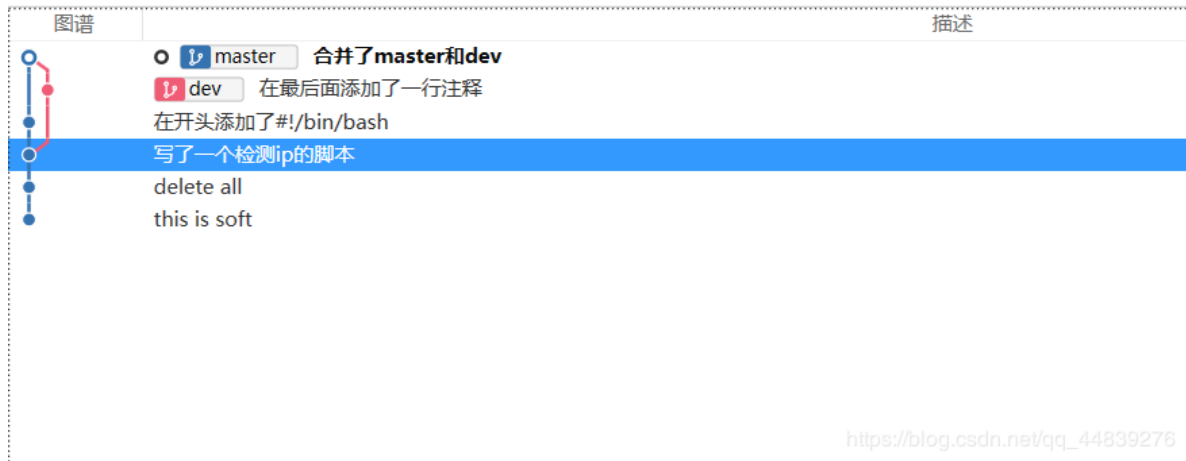 图谱 描述
master 合并了master和dev
dev 在最后面添加了一行注释
在开头添加了#!/bin/bash
写了一个检测ip的脚本
delete all
this is soft
https://blog.csdn.net/qq_44839276